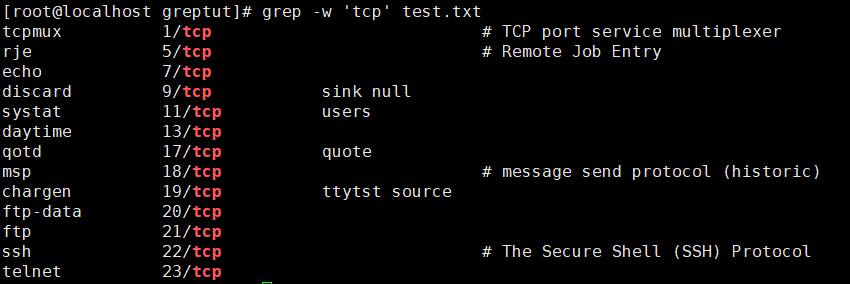 [root@localhost greptut]# grep -w 'tcp' test.txt
tcpmux 1/tcp # TCP port service multiplexer
rje 5/tcp # Remote Job Entry
echo 7/tcp
discard 9/tcp sink null
systat 11/tcp users
daytime 13/tcp
qotd 17/tcp quote
msp 18/tcp # message send protocol (historic)
chargen 19/tcp ttytst source
ftp-data 20/tcp
ftp 21/tcp
ssh 22/tcp # The Secure Shell (SSH) Protocol
telnet 23/tcp